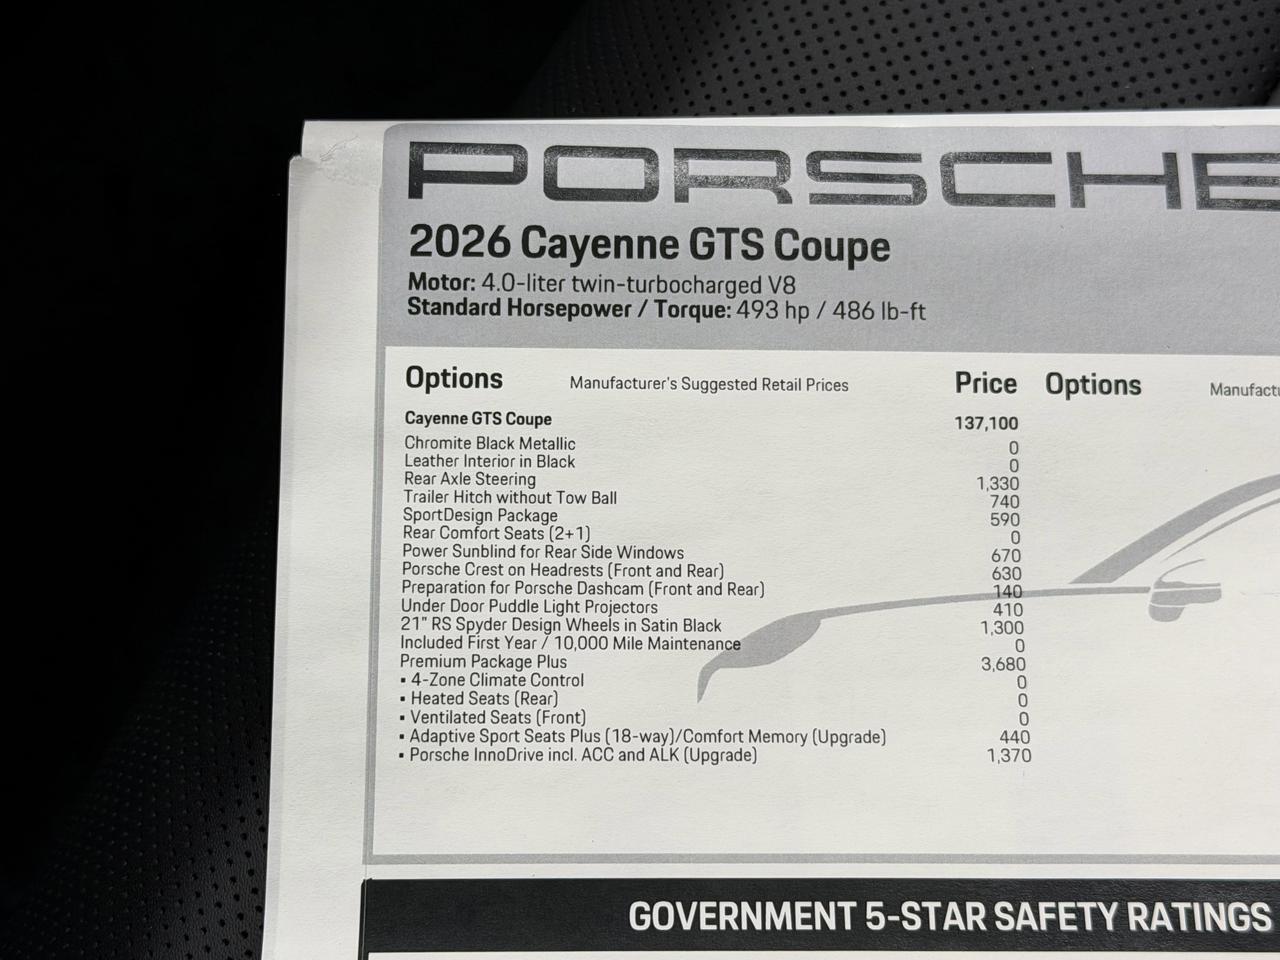 PORSCHE
2026 Cayenne GTS Coupe
Motor: 4.0-liter twin-turbocharged V8
Standard Horsepower / Torque: 493 hp / 486 lb-ft
Options Manufacturer's Suggested Retail Prices Price Options
Cayenne GTS Coupe 137,100
Chromite Black Metallic 0
Leather Interior in Black 0
Rear Axle Steering 1,330
Trailer Hitch without Tow Ball 740
SportDesign Package 590
Rear Comfort Seats (2+1) 0
Power Sunblind for Rear Side Windows 670
Porsche Crest on Headrests (Front and Rear) 630
Preparation for Porsche Dashcam (Front and Rear) 140
Under Door Puddle Light Projectors 410
21" RS Spyder Design Wheels in Satin Black 1,300
Included First Year / 10,000 Mile Maintenance 0
Premium Package Plus 3,680
▪ 4-Zone Climate Control 0
▪ Heated Seats (Rear) 0
▪ Ventilated Seats (Front) 0
▪ Adaptive Sport Seats Plus (18-way)/Comfort Memory (Upgrade) 440
▪ Porsche InnoDrive incl. ACC and ALK (Upgrade) 1,370
GOVERNMENT 5-STAR SAFETY RATINGS